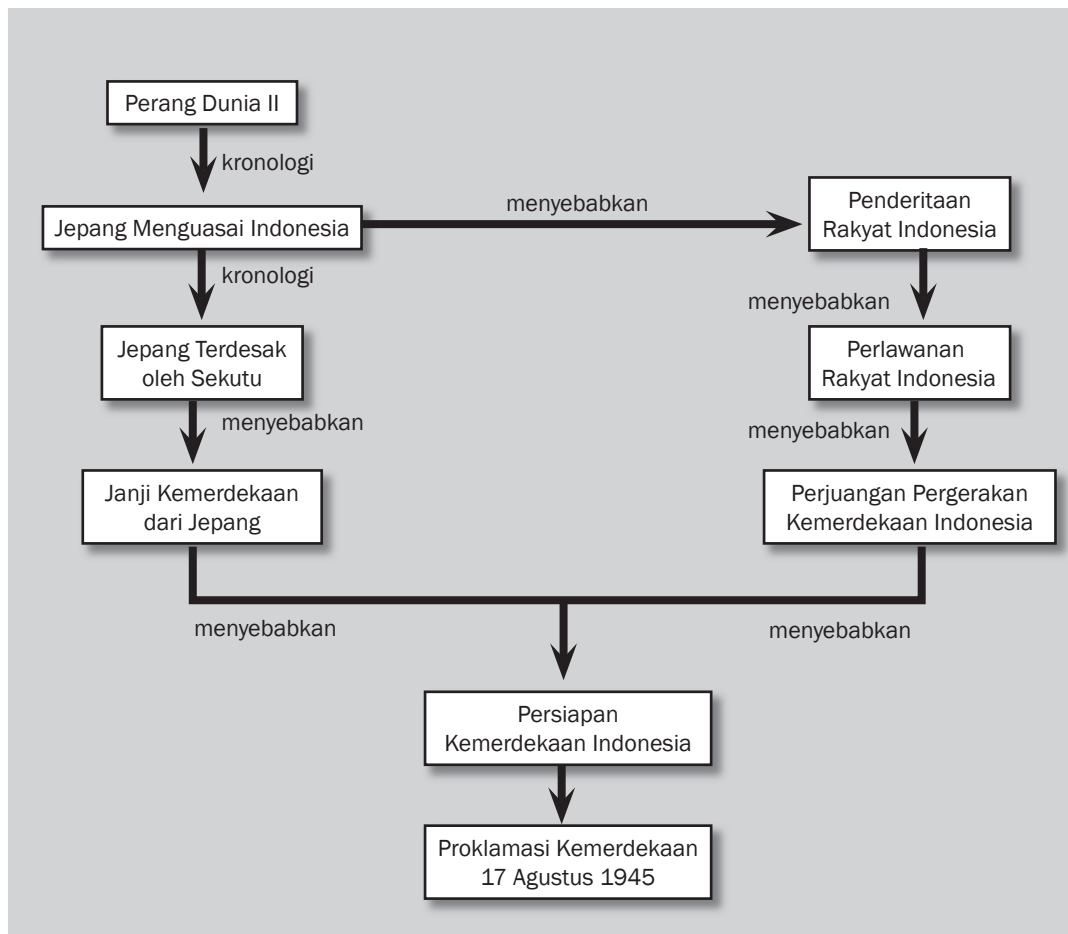 Perang Dunia II
kronologi
Jepang Menguasai Indonesia
menyebabkan
Penderitaan
Rakyat Indonesia
kronologi
menyebabkan
Jepang Terdesak
oleh Sekutu
Perlawanan
Rakyat Indonesia
menyebabkan
menyebabkan
Janji Kemerdekaan
dari Jepang
Perjuangan Pergerakan
Kemerdekaan Indonesia
menyebabkan
menyebabkan
Persiapan
Kemerdekaan Indonesia
Proklamasi Kemerdekaan
17 Agustus 1945